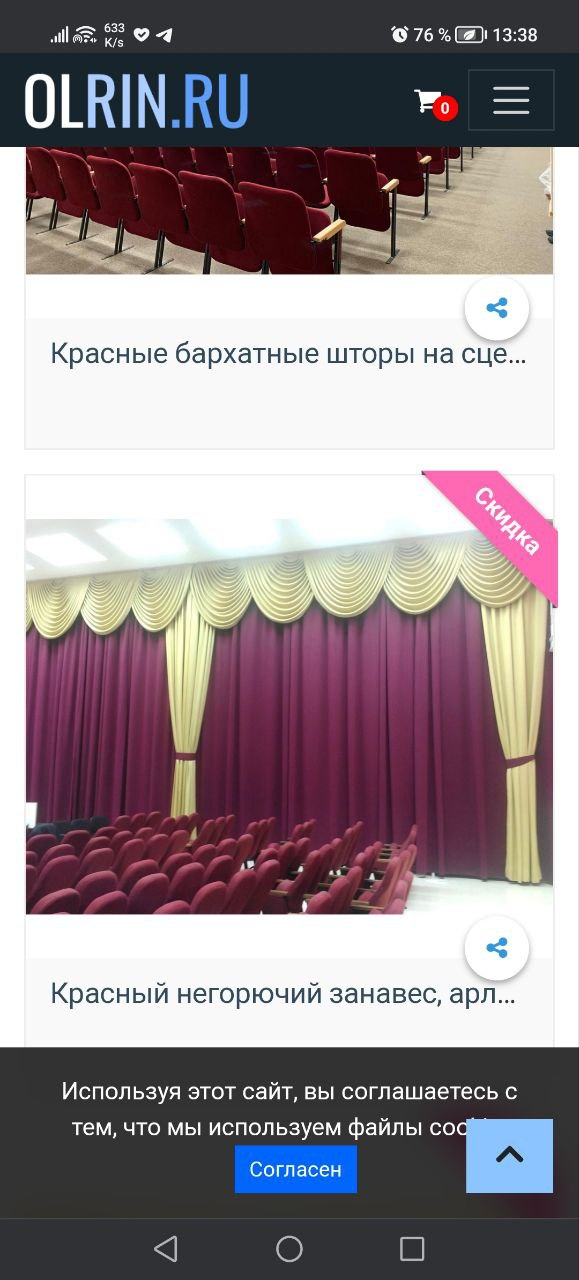 633
K/s
76 %
13:38
OLRIN.RU
0
Красные бархатные шторы на сце...
Скидка
Красный негорючий занавес, арл...
Используя этот сайт, вы соглашаетесь с
тем, что мы используем файлы
Согласен